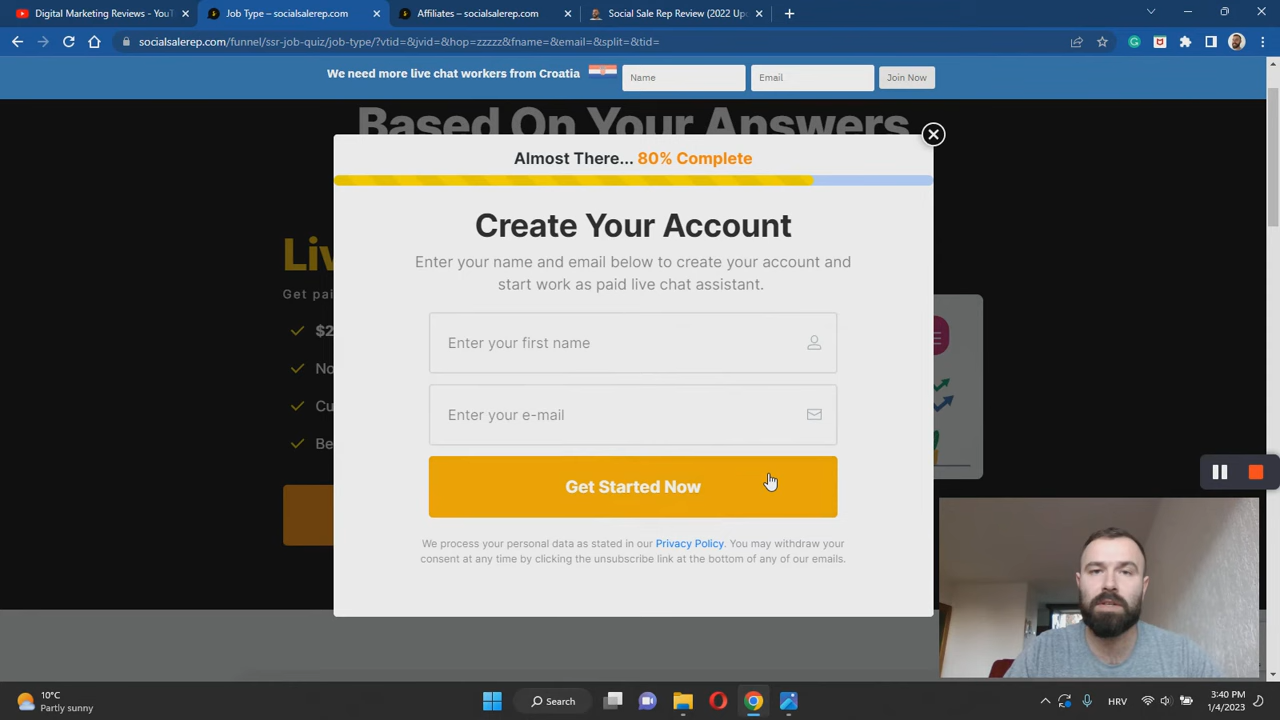 Digital Marketing Reviews - YouT
Job Type – socialsalerep.com
Affiliates – socialsalerep.com
Social Sale Rep Review (2022 Up
socialsalerep.com/funnel/ssr-job-quiz/job-type/?vtid=&jvid=&hop=zzzzz&fname=&email=&split=&tid=
We need more live chat workers from Croatia
Name
Email
Join Now
Based On Your Answers
Almost There... 80% Complete
Create Your Account
Enter your name and email below to create your account and
start work as paid live chat assistant.
Liv
Get pai
$2
No
Cu
Be
Enter your first name
Enter your e-mail
Get Started Now
We process your personal data as stated in our Privacy Policy. You may withdraw your
consent at any time by clicking the unsubscribe link at the bottom of any of our emails.
10°C
Partly sunny
Search
HRV
3:40 PM
1/4/2023